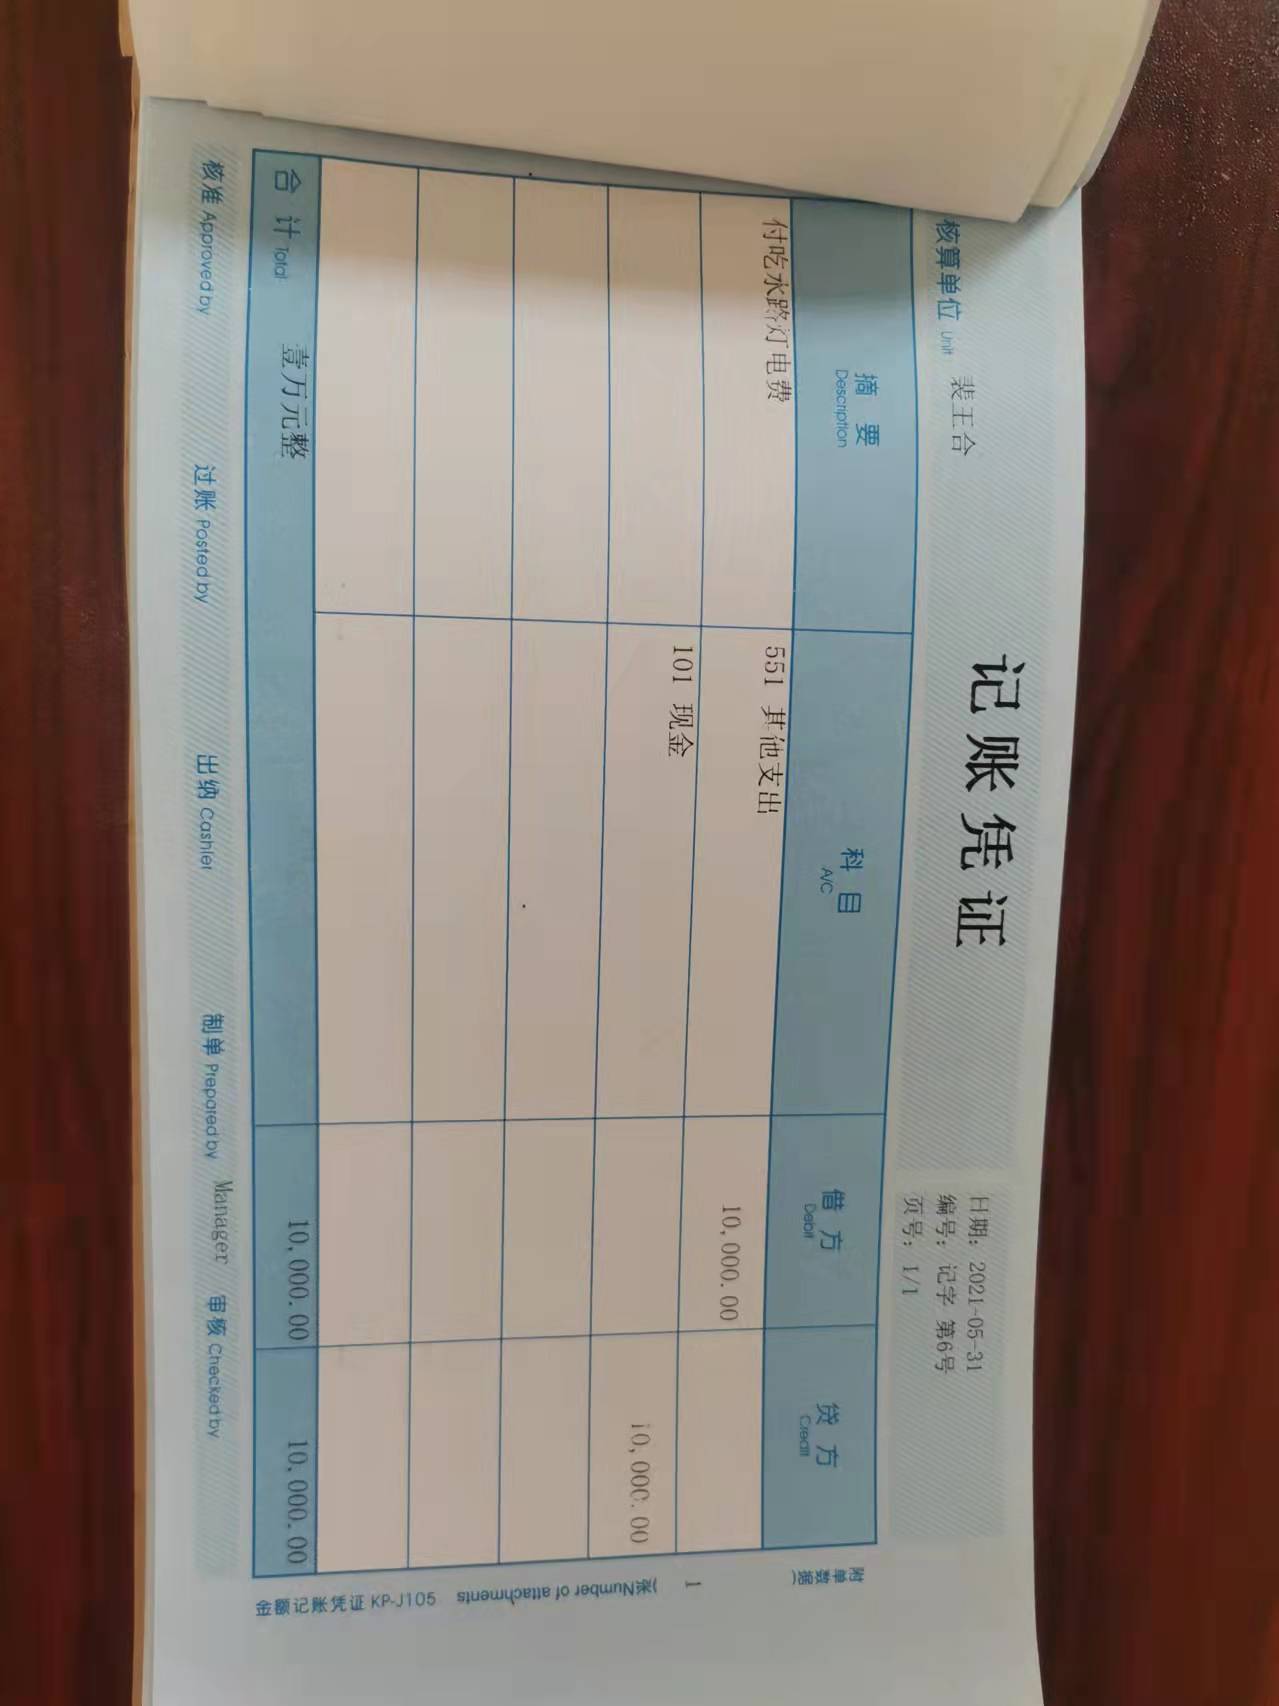 记账凭证
日期: 2021-05-31
核算单位 Unit 裴王合
编号: 记字 第6号
页号: 1/1
摘要 Description 科目 A/C 借方 Debit 贷方 Credit
付吃水路灯电费 551 其他支出 10,000.00
101 现金 10,000.00
合计 Total 壹万元整 10,000.00 10,000.00
附单数据( 1 张Number of attachments)
金额记账凭证 KP-J105
核准 Approved by 过账 Posted by 出纳 Cashier 制单 Prepared by Manager 审核 Checked by